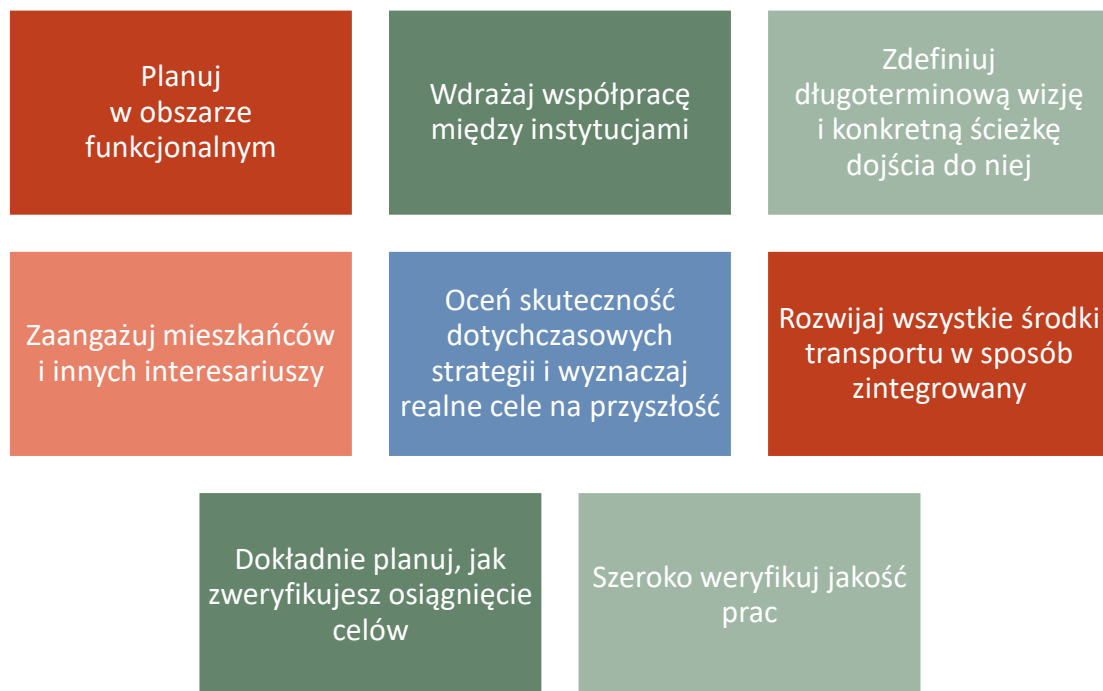 Planuj
w obszarze
funkcjonalnym
Wdrażaj współpracę
między instytucjami
Zdefiniuj
długoterminową wizję
i konkretną ścieżkę
dojścia do niej
Zaangażuj mieszkańców
i innych interesariuszy
Oceń skuteczność
dotychczasowych
strategii i wyznaczaj
realne cele na przyszłość
Rozwijaj wszystkie środki
transportu w sposób
zintegrowany
Dokładnie planuj, jak
zweryfikujesz osiągnięcie
celów
Szeroko weryfikuj jakość
prac